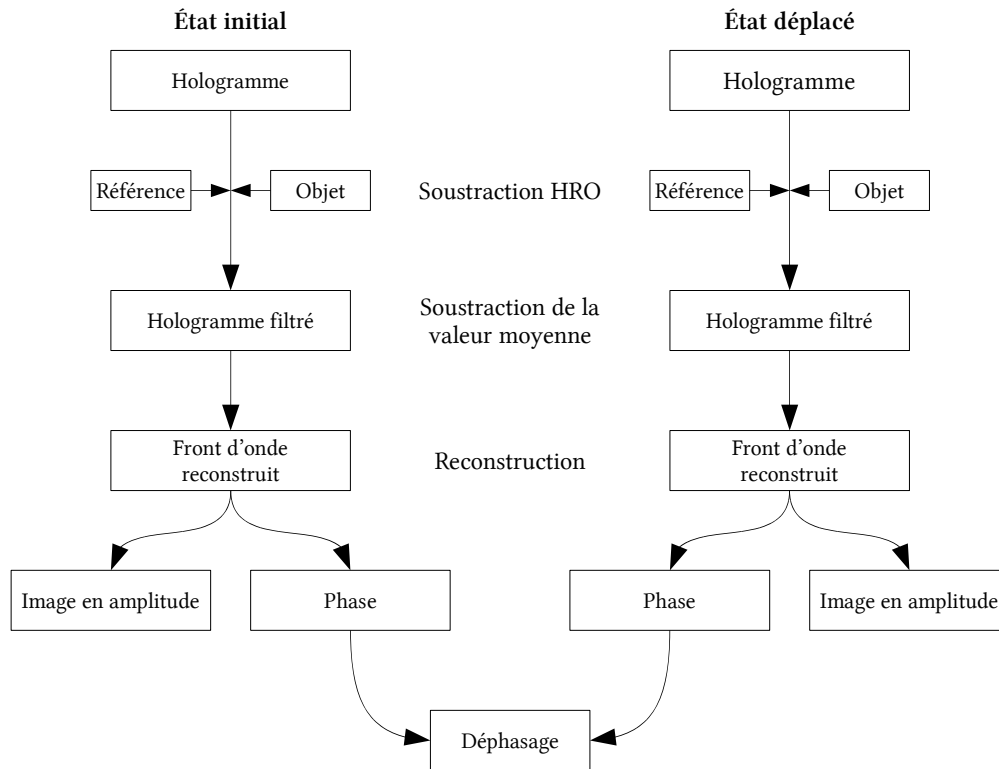 État initial
État déplacé
Hologramme
Hologramme
Référence
Objet
Soustraction HRO
Référence
Objet
Hologramme filtré
Soustraction de la
valeur moyenne
Hologramme filtré
Front d'onde
reconstruit
Reconstruction
Front d'onde
reconstruit
Image en amplitude
Phase
Phase
Image en amplitude
Déphasage